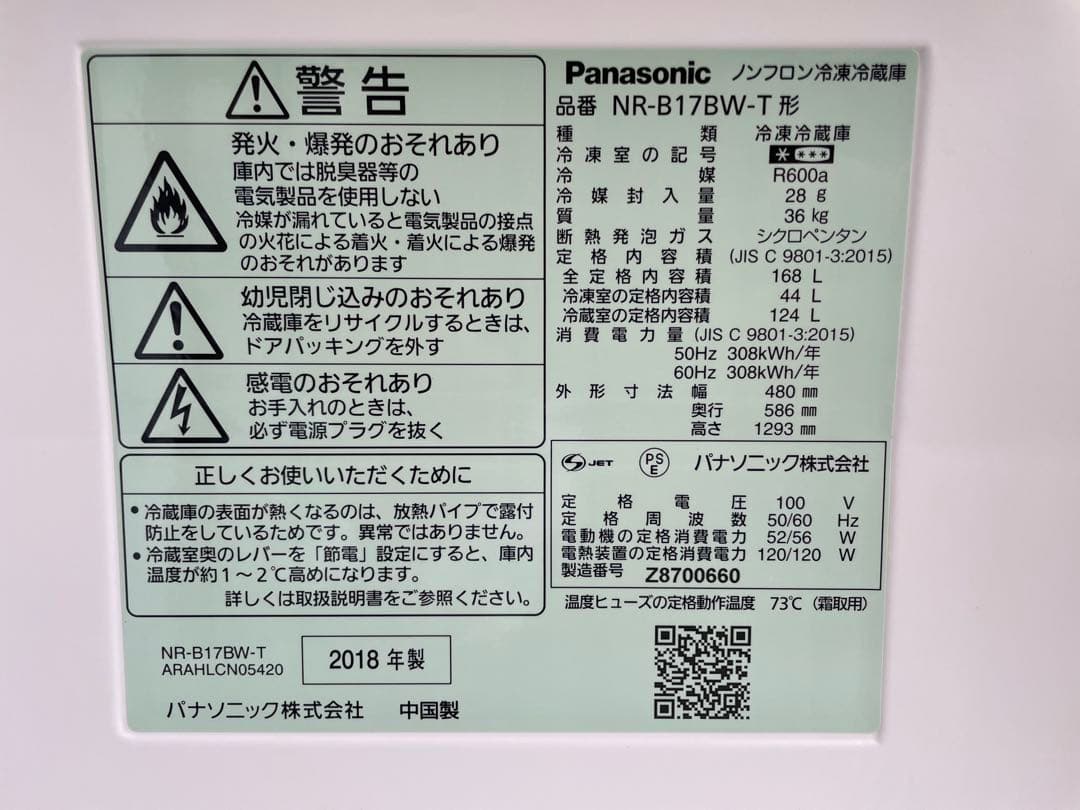 警告
発火・爆発のおそれあり
庫内では脱臭器等の
電気製品を使用しない
冷媒が漏れていると電気製品の接点
の火花による着火・着火による爆発
のおそれがあります
幼児閉じ込みのおそれあり
冷蔵庫をリサイクルするときは、
ドアパッキングを外す
感電のおそれあり
お手入れのときは、
必ず電源プラグを抜く
正しくお使いいただくために
•冷蔵庫の表面が熱くなるのは、放熱パイプで露付
防止をしているためです。異常ではありません。
•冷蔵室奥のレバーを「節電」設定にすると、庫内
温度が約1~2℃高めになります。
詳しくは取扱説明書をご参照ください。
NR-B17BW-T
ARAHLCN05420
2018年製
パナソニック株式会社 中国製
Panasonic ノンフロン冷凍冷蔵庫
品番 NR-B17BW-T形
種類 冷凍冷蔵庫
冷凍室の記号 * ***
冷媒 R600a
冷媒封入量 28 g
質量 36 kg
断熱発泡ガス シクロペンタン
定格内容積 (JIS C 9801-3:2015)
全定格内容積 168 L
冷凍室の定格内容積 44 L
冷蔵室の定格内容積 124 L
消費電力量 (JIS C 9801-3:2015)
50Hz 308kWh/年
60Hz 308kWh/年
外形寸法 幅 480 mm
奥行 586 mm
高さ 1293 mm
S JET PSE パナソニック株式会社
定格電圧 100 V
定格周波数 50/60 Hz
電動機の定格消費電力 52/56 W
電熱装置の定格消費電力 120/120 W
製造番号 Z8700660
温度ヒューズの定格動作温度 73℃（霜取用）